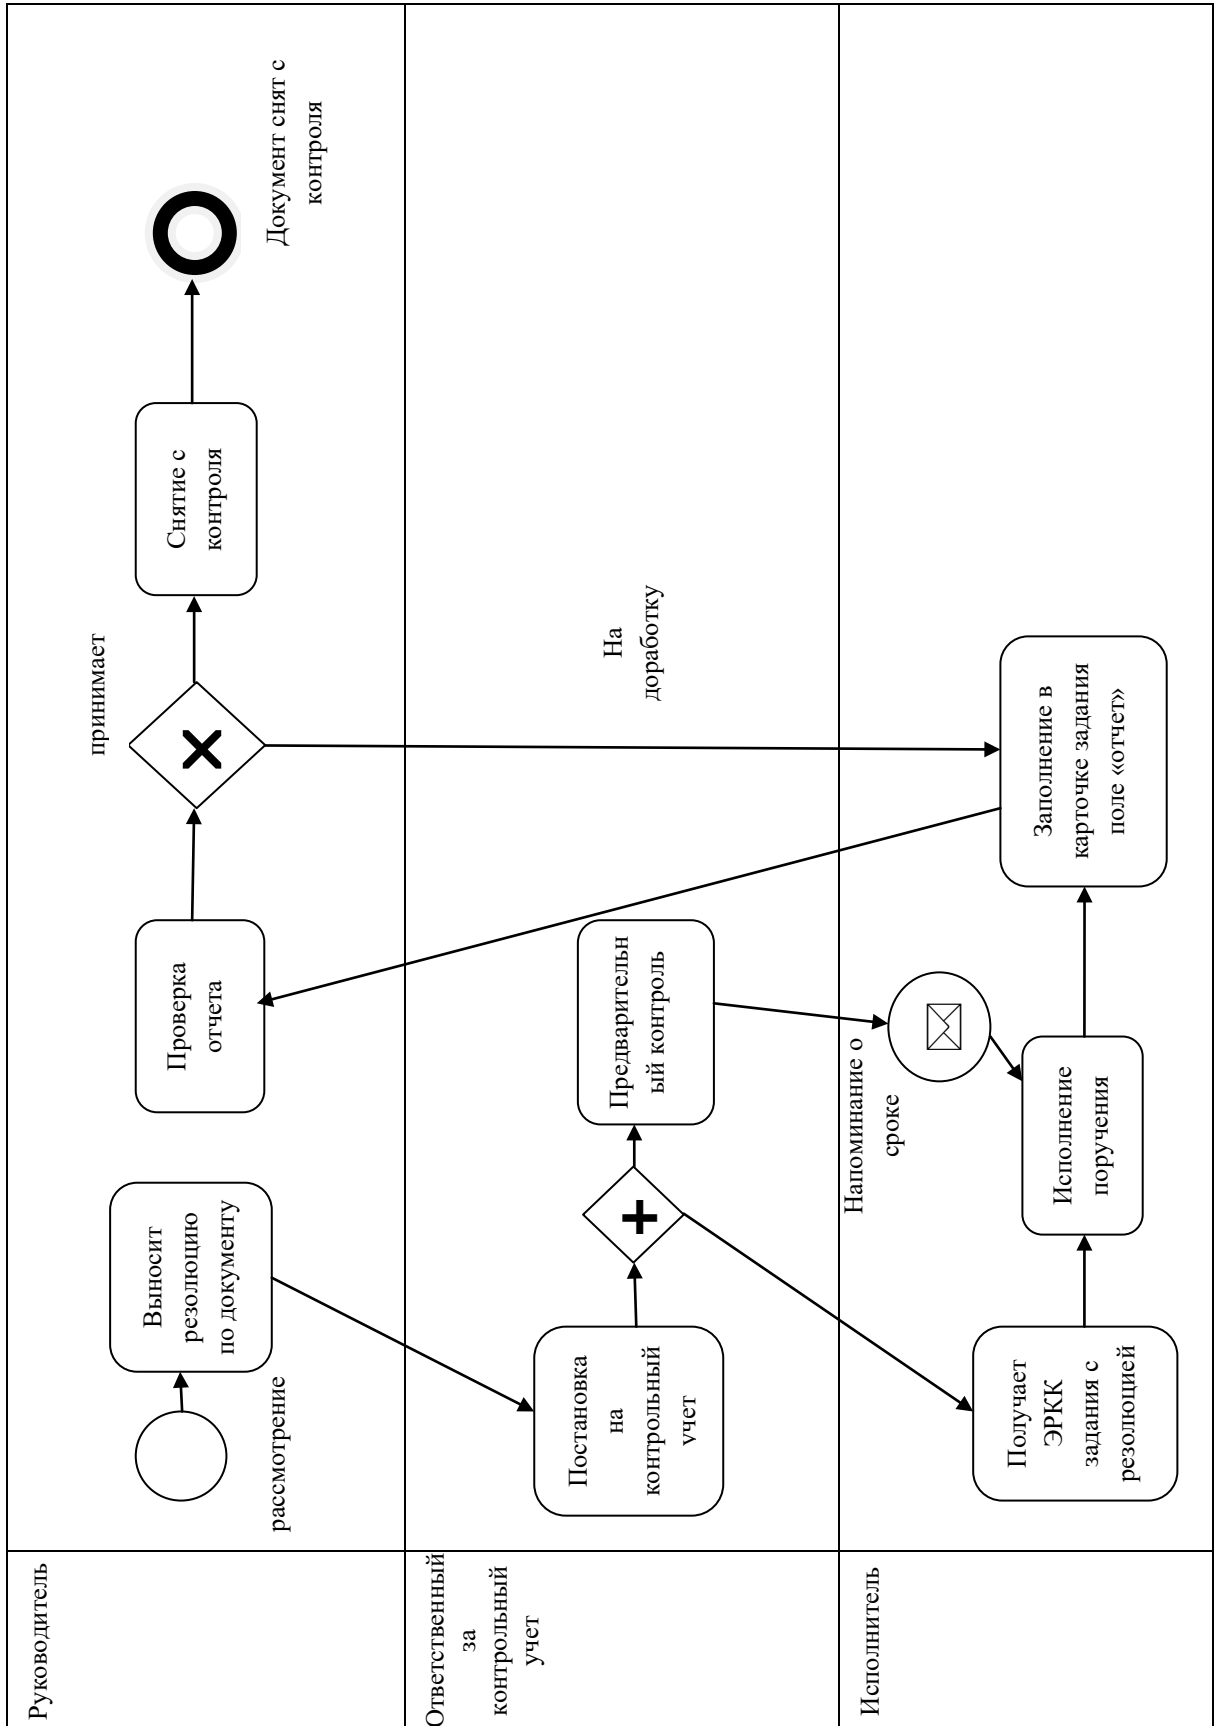 Руководитель
рассмотрение
Выносит
резолюцию
по документу
Проверка
отчета
принимает
Снятие с
контроля
Документ снят с
контроля
Ответственный
за
контрольный
учет
Постановка
на
контрольный
учет
Предварительн
ый контроль
На
доработку
Исполнитель
Получает
ЭРКК
задания с
резолюцией
Напоминание о
сроке
Исполнение
поручения
Заполнение в
карточке задания
поле «отчет»